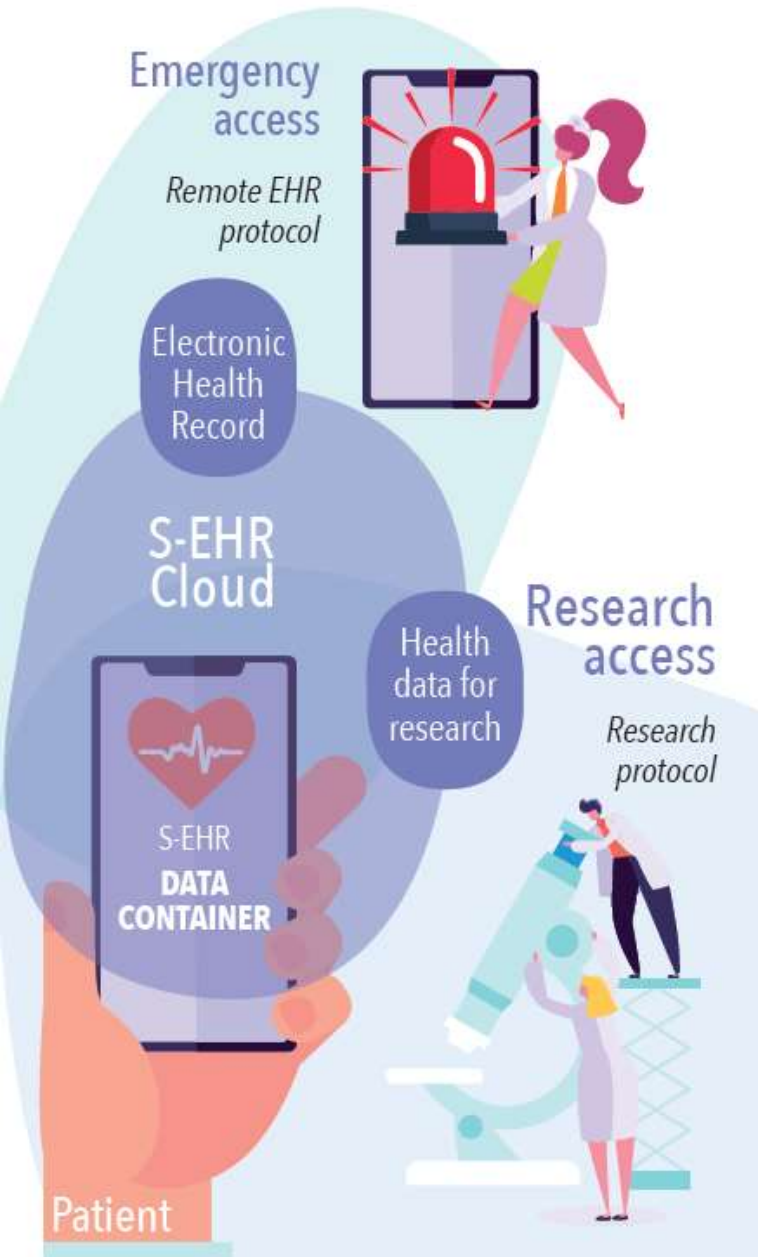 Emergency
access
Remote EHR
protocol
Electronic
Health
Record
S-EHR
Cloud
Health
data for
research
Research
access
Research
protocol
S-EHR
DATA
CONTAINER
Patient